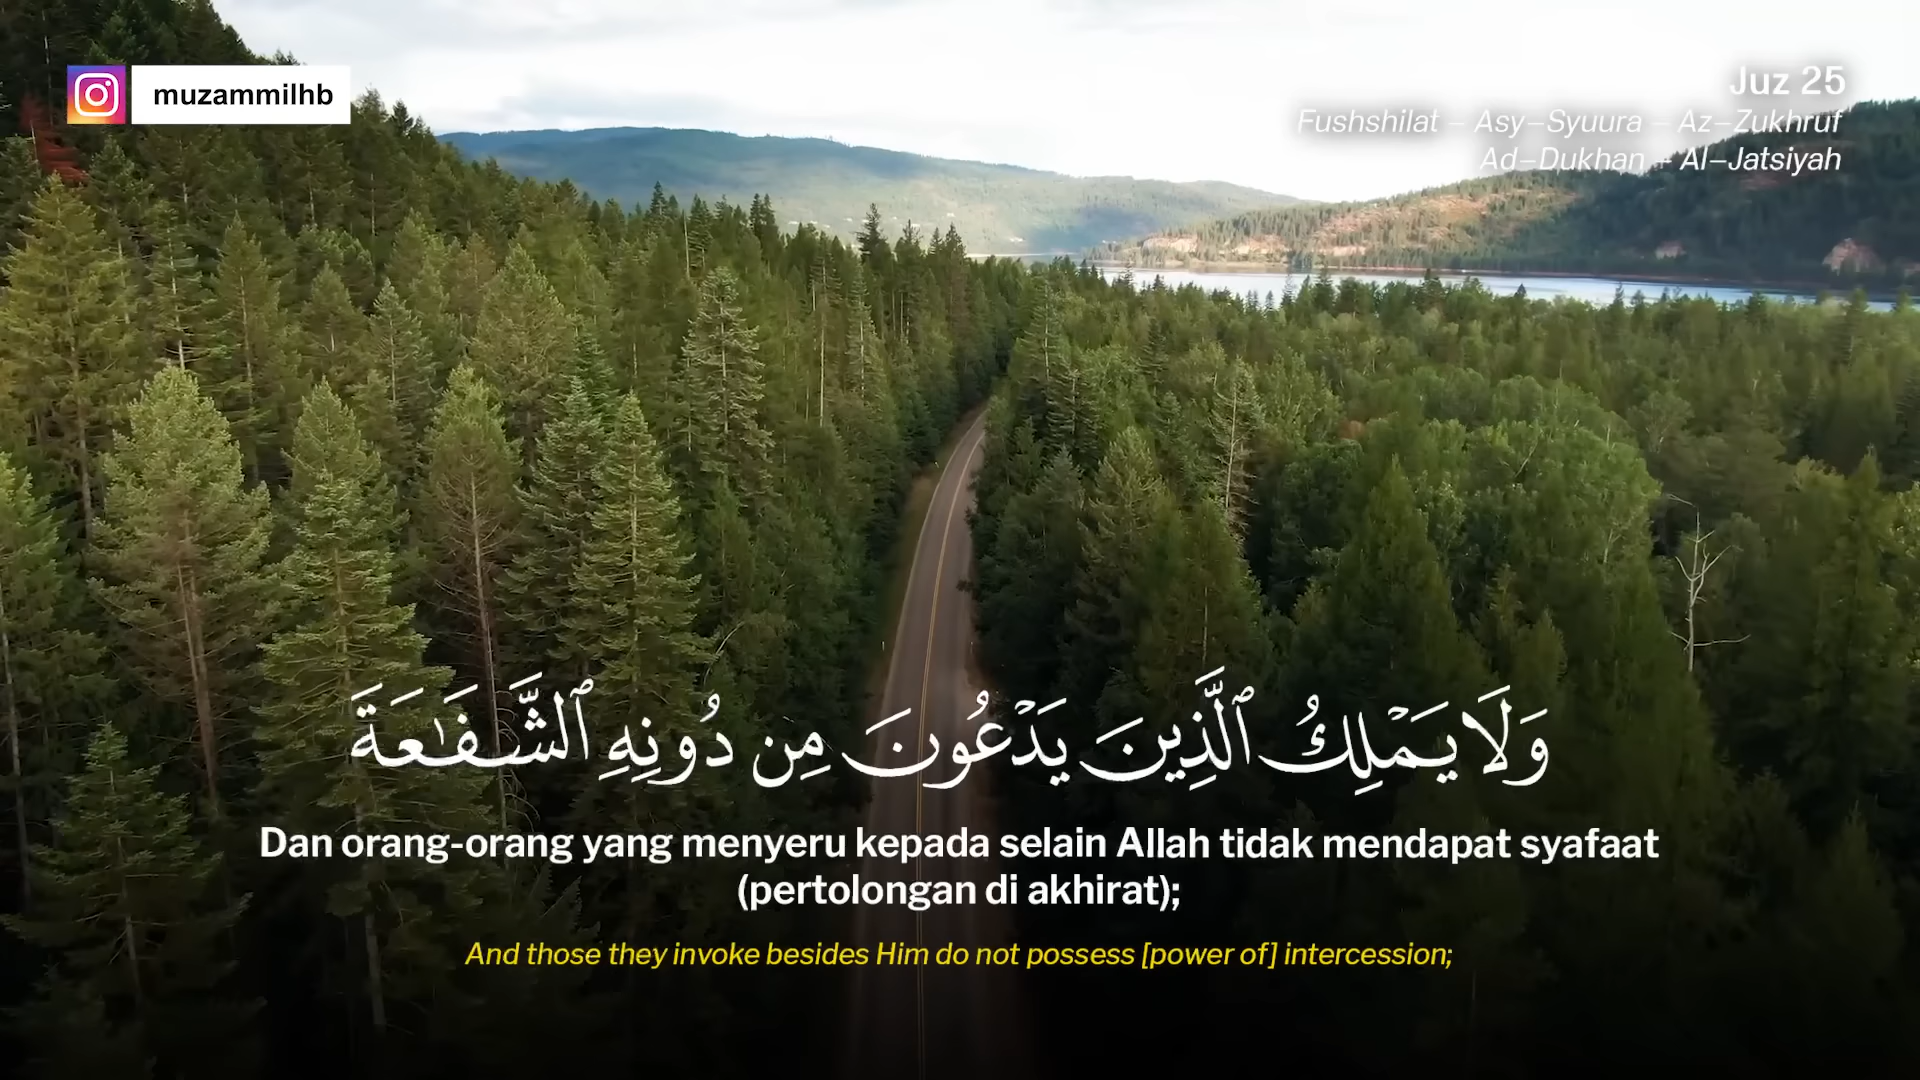 muzammilhb
Juz 25
Fushshilat – Asy–Syuura – Az–Zukhruf
Ad–Dukhan – Al–Jatsiyah
وَلَا يَمْلِكُ ٱلَّذِينَ يَدْعُونَ مِن دُونِهِ ٱلشَّفَـٰعَةَ
Dan orang-orang yang menyeru kepada selain Allah tidak mendapat syafaat
(pertolongan di akhirat);
And those they invoke besides Him do not possess [power of] intercession;